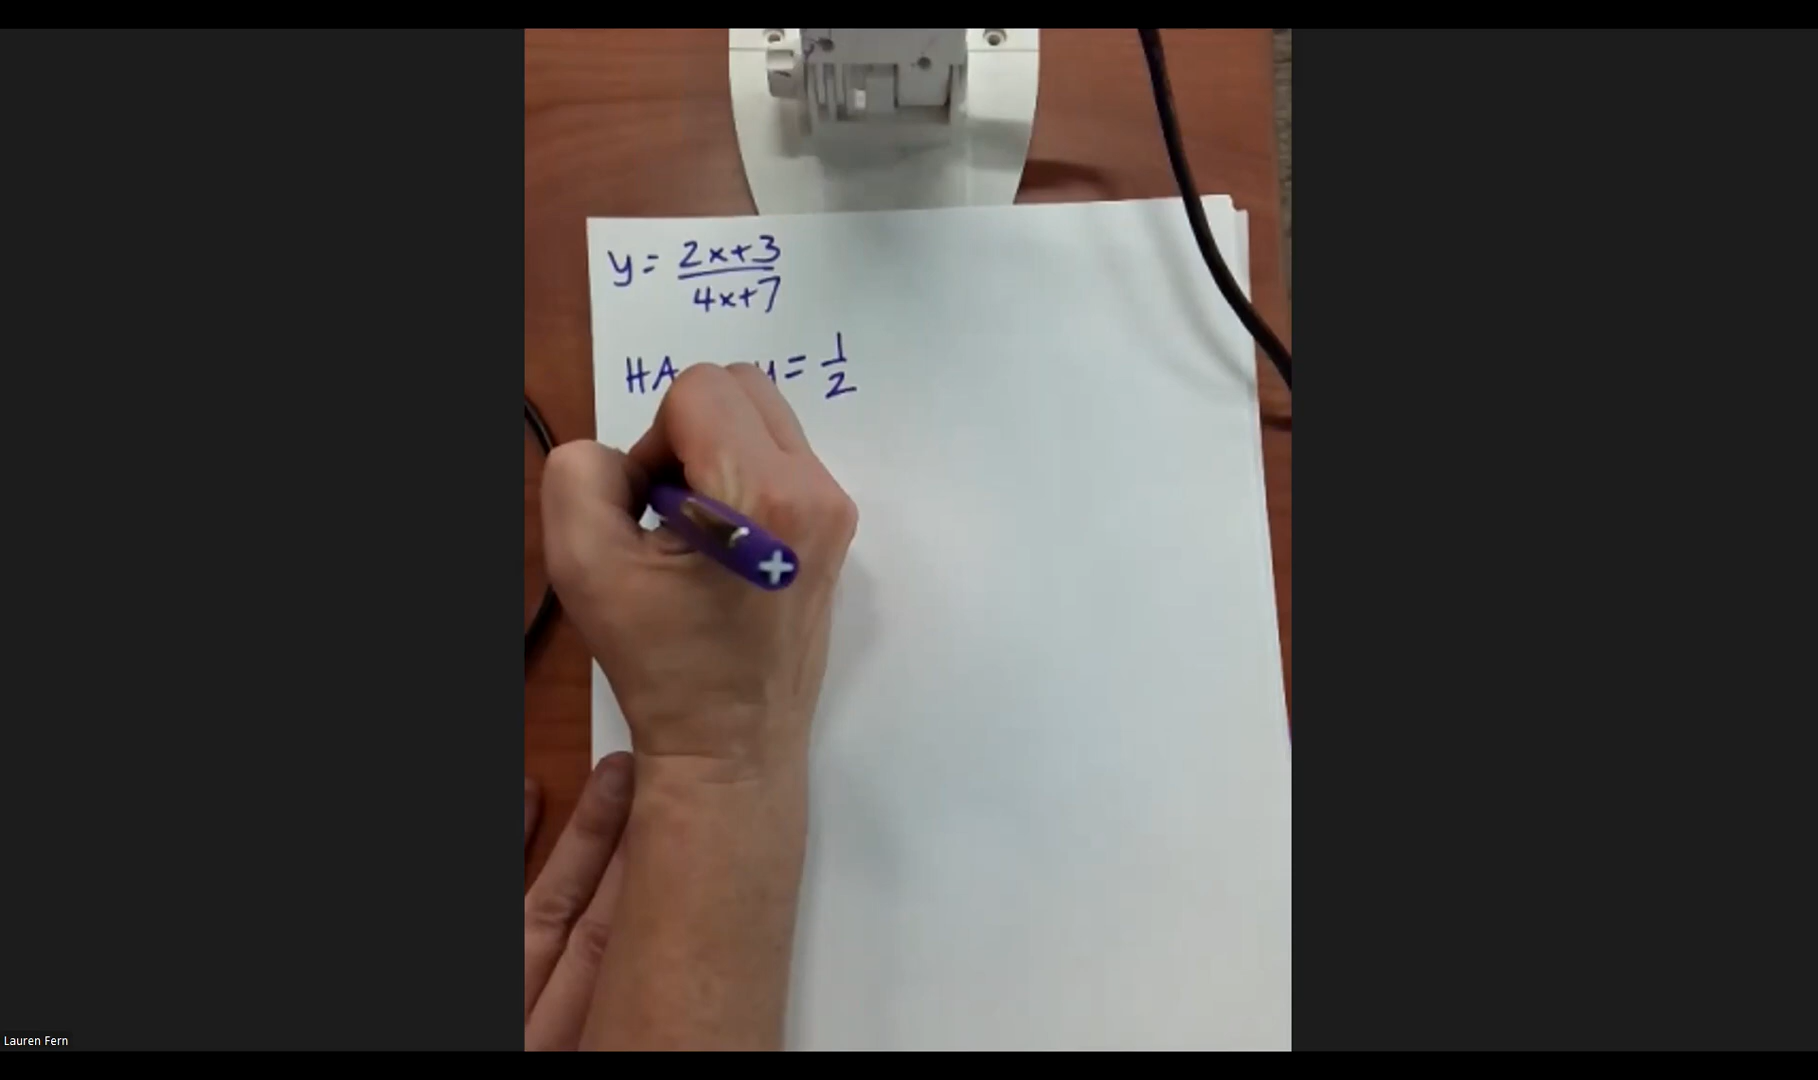 y = 2x+3
4x+7
HA y = 1
2
Lauren Fern